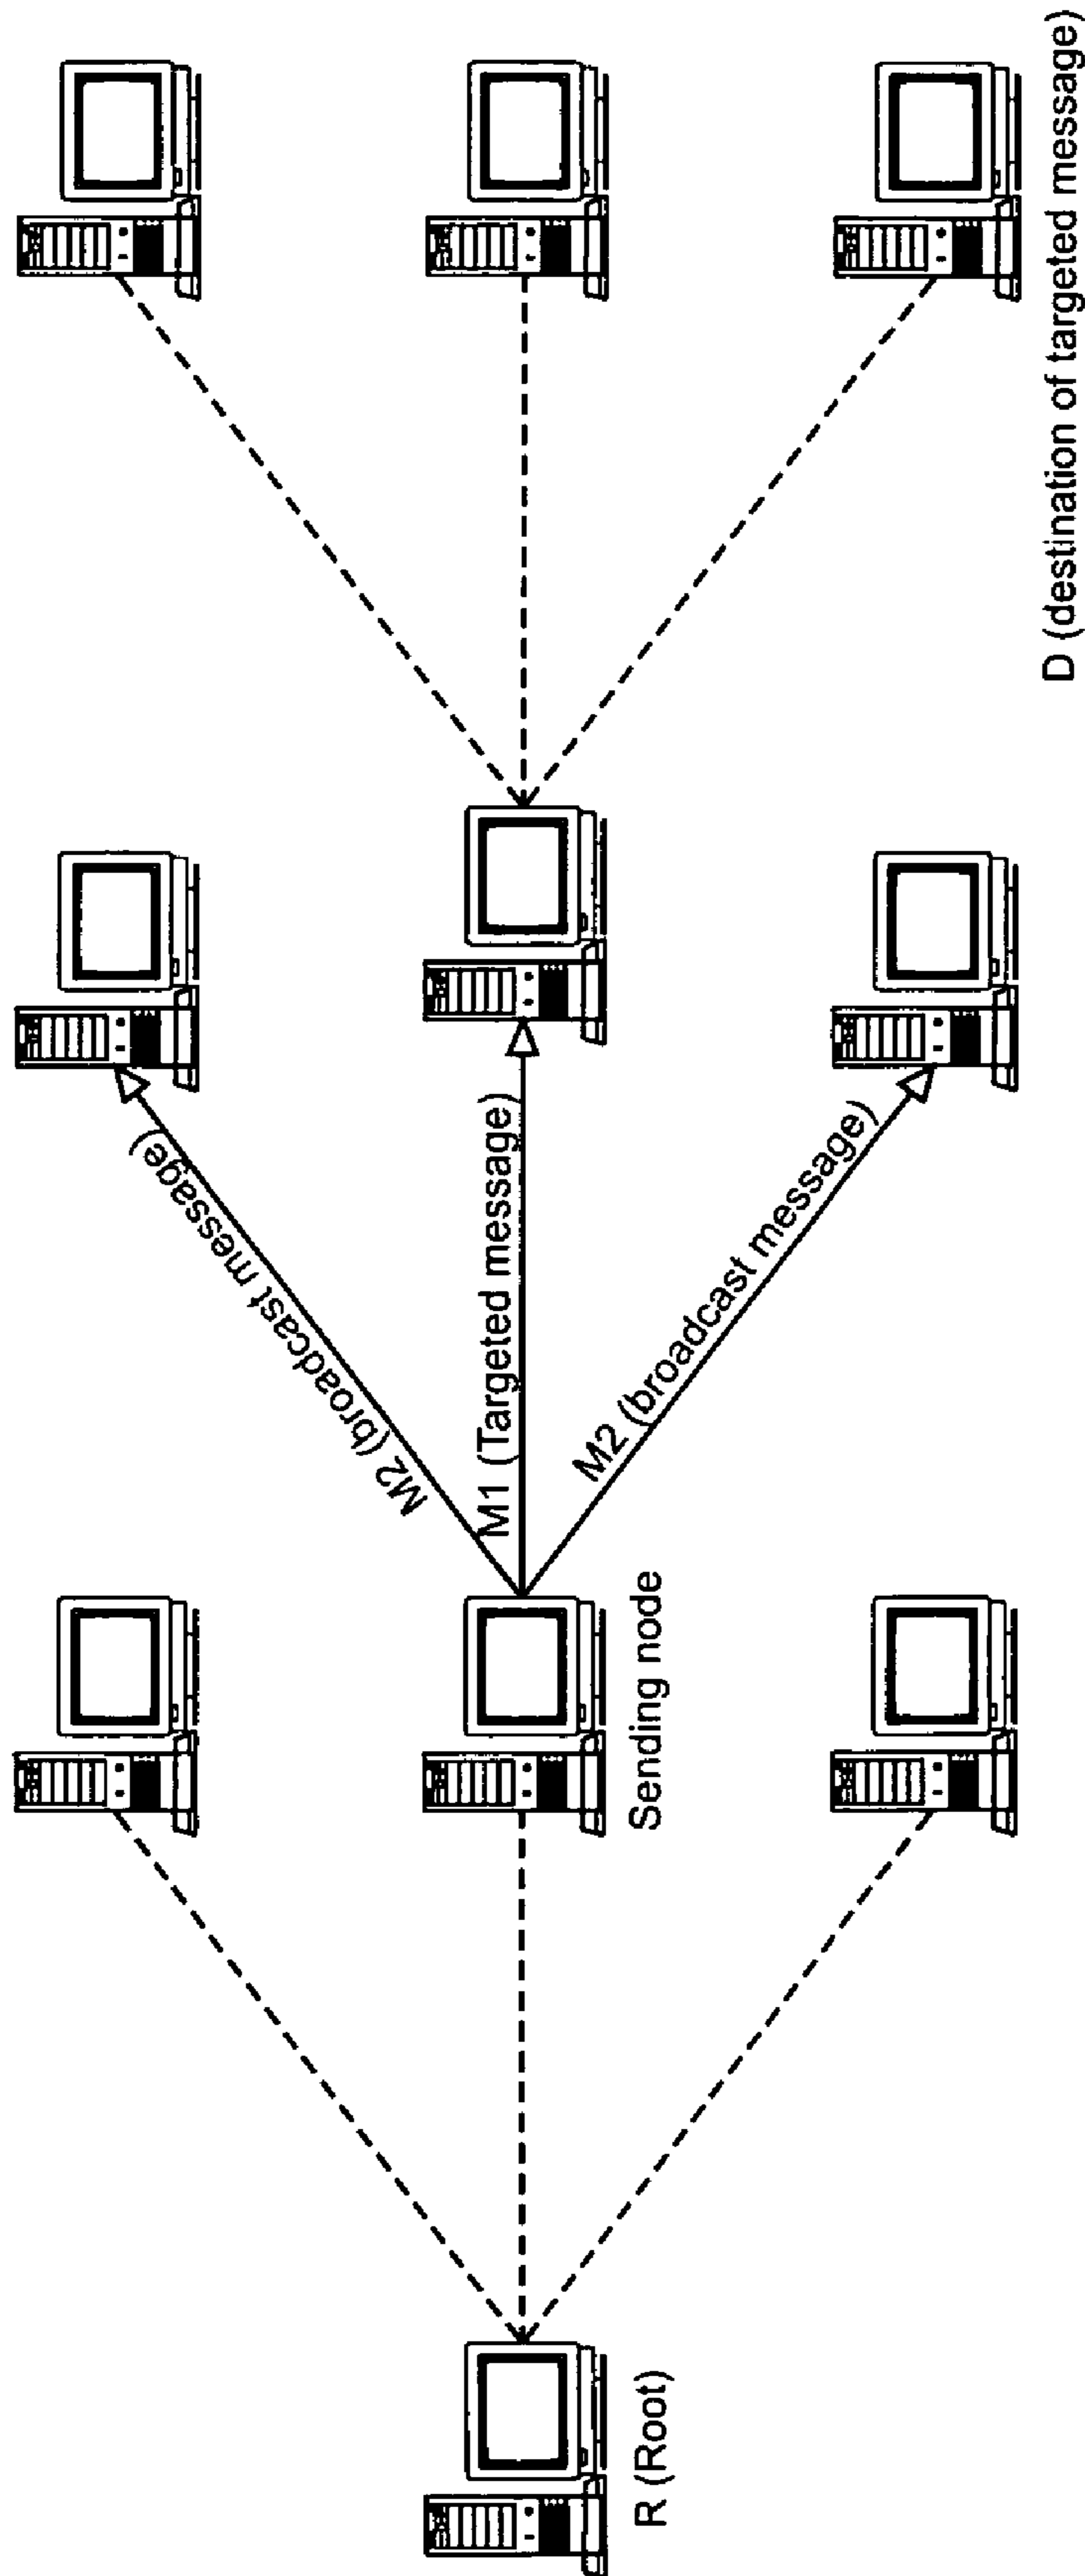 R (Root)
Sending node
M2 (broadcast message)
M1 (Targeted message)
M2 (broadcast message)
D (destination of targeted message)